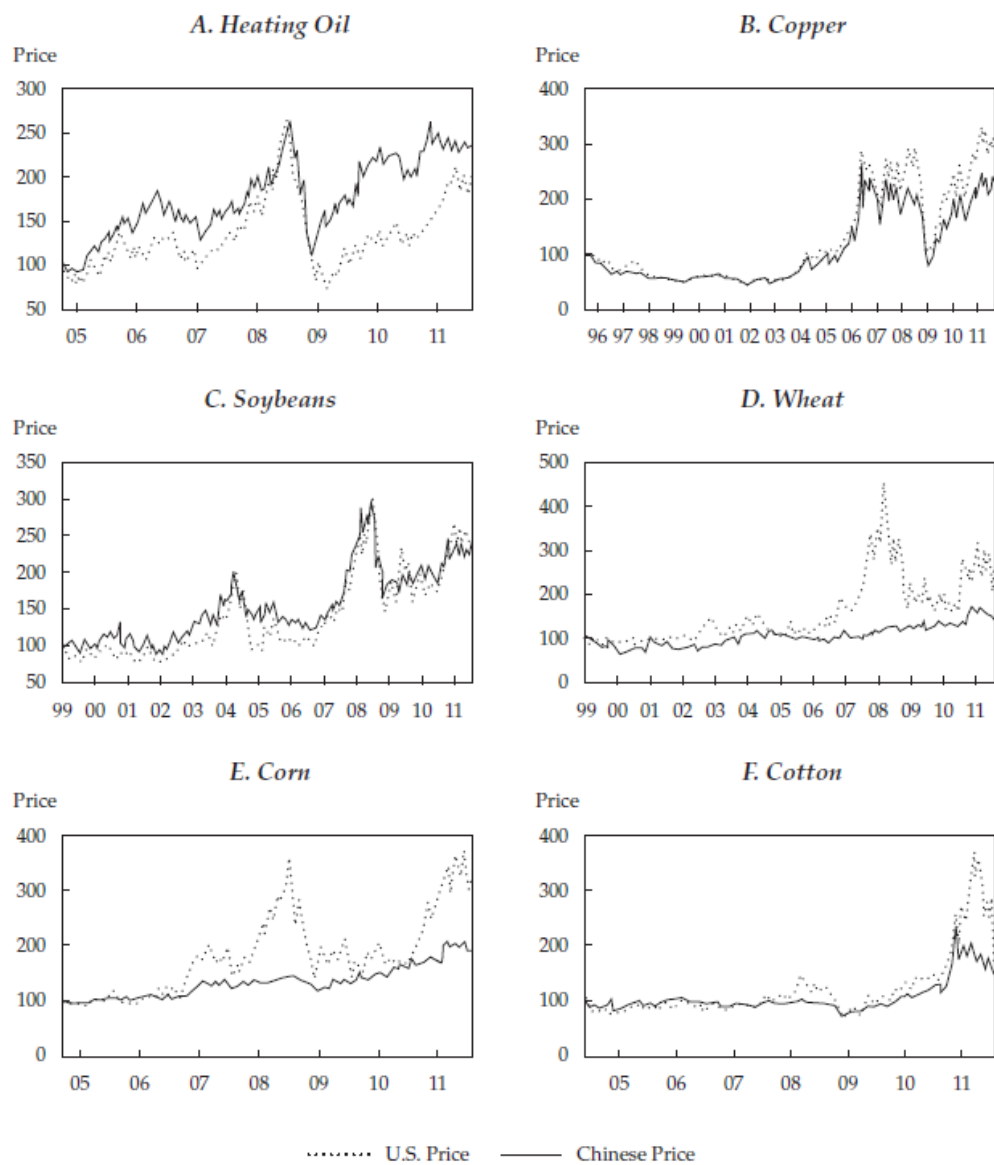 A. Heating Oil
Price
300
250
200
150
100
50
05 06 07 08 09 10 11
B. Copper
Price
400
300
200
100
0
96 97 98 99 00 01 02 03 04 05 06 07 08 09 10 11
C. Soybeans
Price
350
300
250
200
150
100
50
99 00 01 02 03 04 05 06 07 08 09 10 11
D. Wheat
Price
500
400
300
200
100
0
99 00 01 02 03 04 05 06 07 08 09 10 11
E. Corn
Price
400
300
200
100
0
05 06 07 08 09 10 11
F. Cotton
Price
400
300
200
100
0
05 06 07 08 09 10 11
U.S. Price Chinese Price